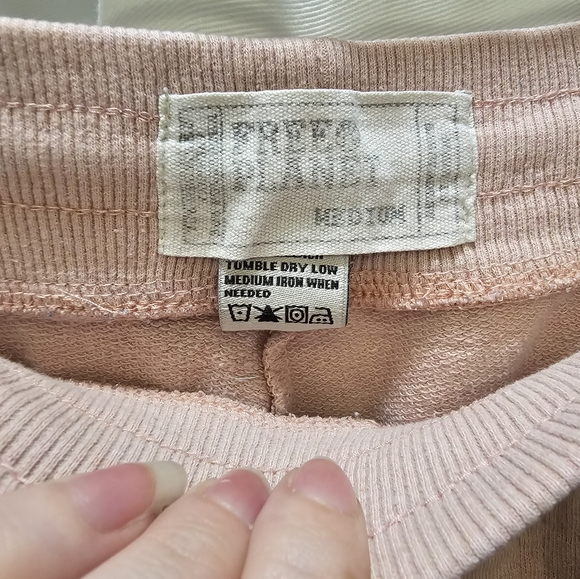 FREE
PLANET
MEDIUM
TUMBLE DRY LOW
MEDIUM IRON WHEN
NEEDED